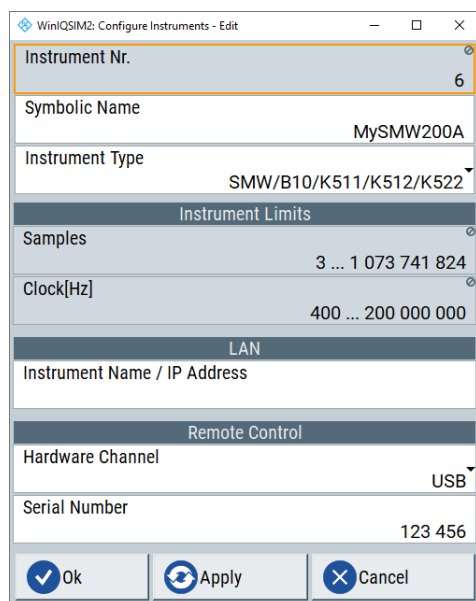 WinIQSIM2: Configure Instruments - Edit
Instrument Nr.
6
Symbolic Name
MySMW200A
Instrument Type
SMW/B10/K511/K512/K522
Instrument Limits
Samples
3 ... 1 073 741 824
Clock[Hz]
400 ... 200 000 000
LAN
Instrument Name / IP Address
Remote Control
Hardware Channel
USB
Serial Number
123 456
Ok Apply Cancel